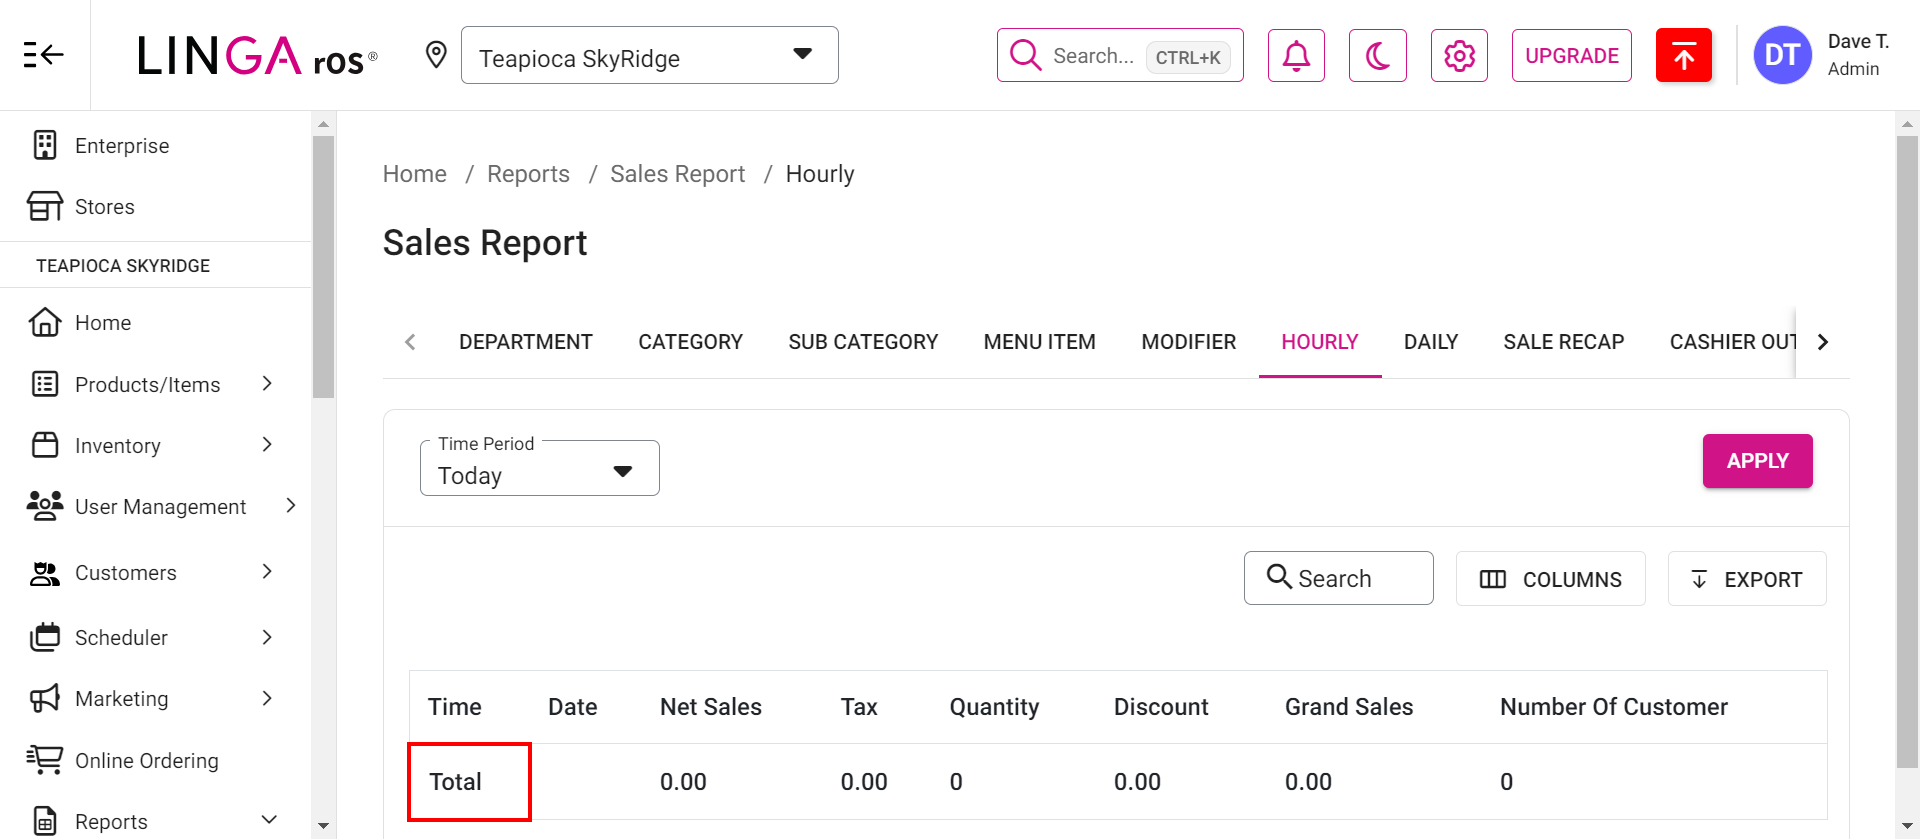 LINGA ros®
Teapioca SkyRidge
Search... CTRL+K
UPGRADE
DT
Dave T.
Admin
Enterprise
Stores
TEAPIOCA SKYRIDGE
Home
Products/Items
Inventory
User Management
Customers
Scheduler
Marketing
Online Ordering
Reports
Home / Reports / Sales Report / Hourly
Sales Report
DEPARTMENT CATEGORY SUB CATEGORY MENU ITEM MODIFIER HOURLY DAILY SALE RECAP CASHIER OUT
Time Period
Today
APPLY
Search COLUMNS EXPORT
Time Date Net Sales Tax Quantity Discount Grand Sales Number Of Customer
Total 0.00 0.00 0 0.00 0.00 0